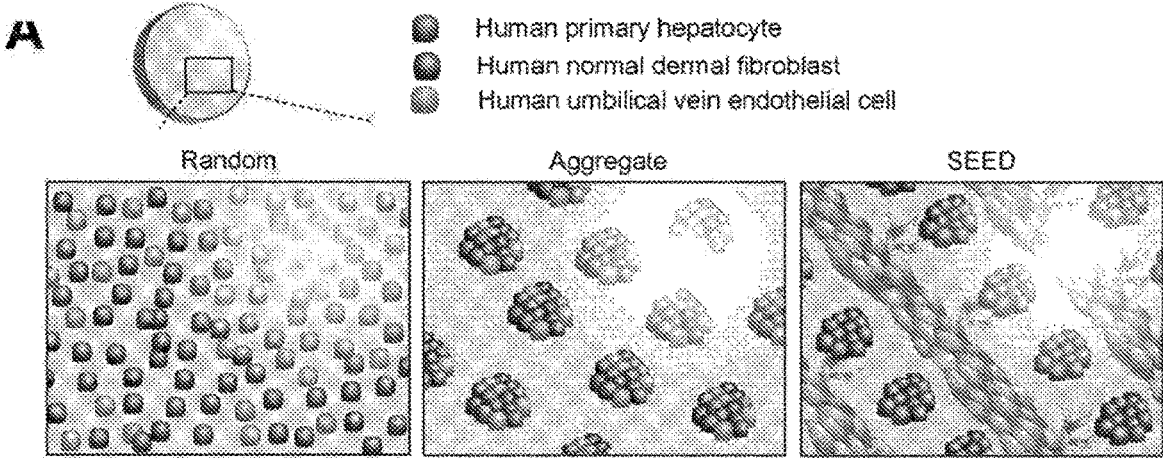 A
Human primary hepatocyte
Human normal dermal fibroblast
Human umbilical vein endothelial cell
Random
Aggregate
SEED